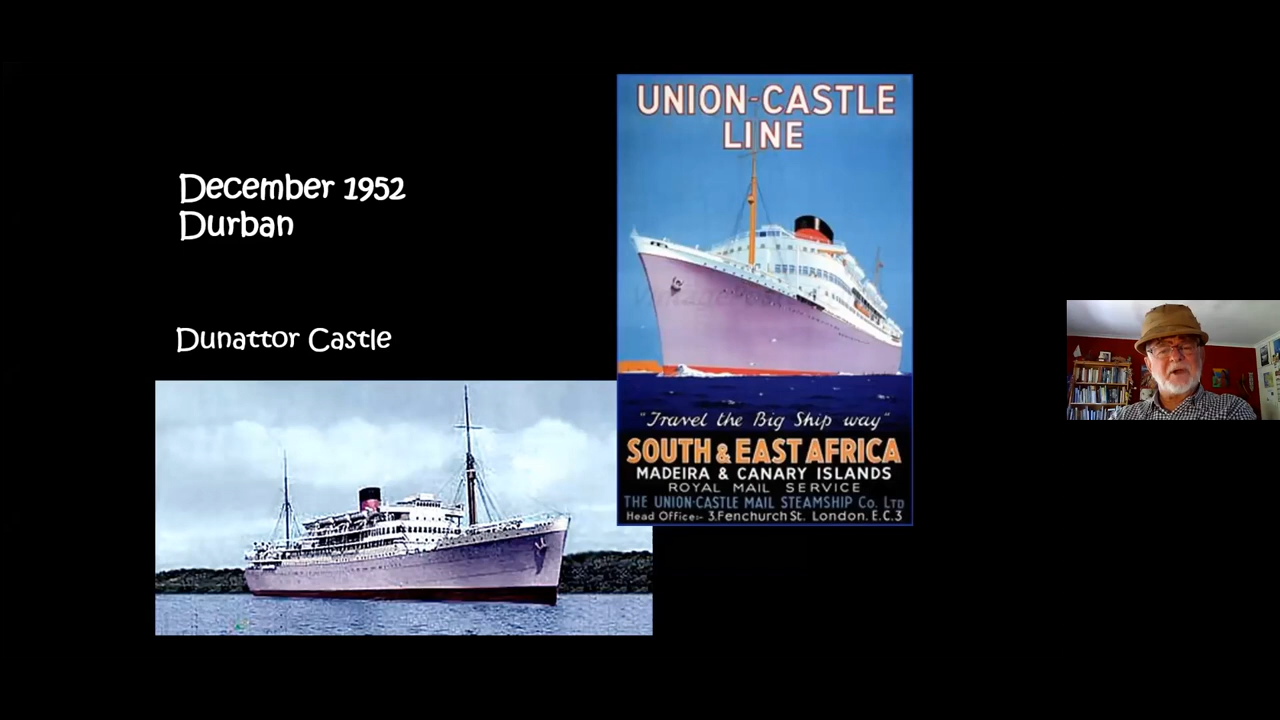 December 1952
Durban
Dunattor Castle
UNION-CASTLE
LINE
"Travel the Big Ship way"
SOUTH & EAST AFRICA
MADEIRA & CANARY ISLANDS
ROYAL MAIL SERVICE
THE UNION-CASTLE MAIL STEAMSHIP Co. LTD
Head Office:- 3.Fenchurch St. London. E.C.3